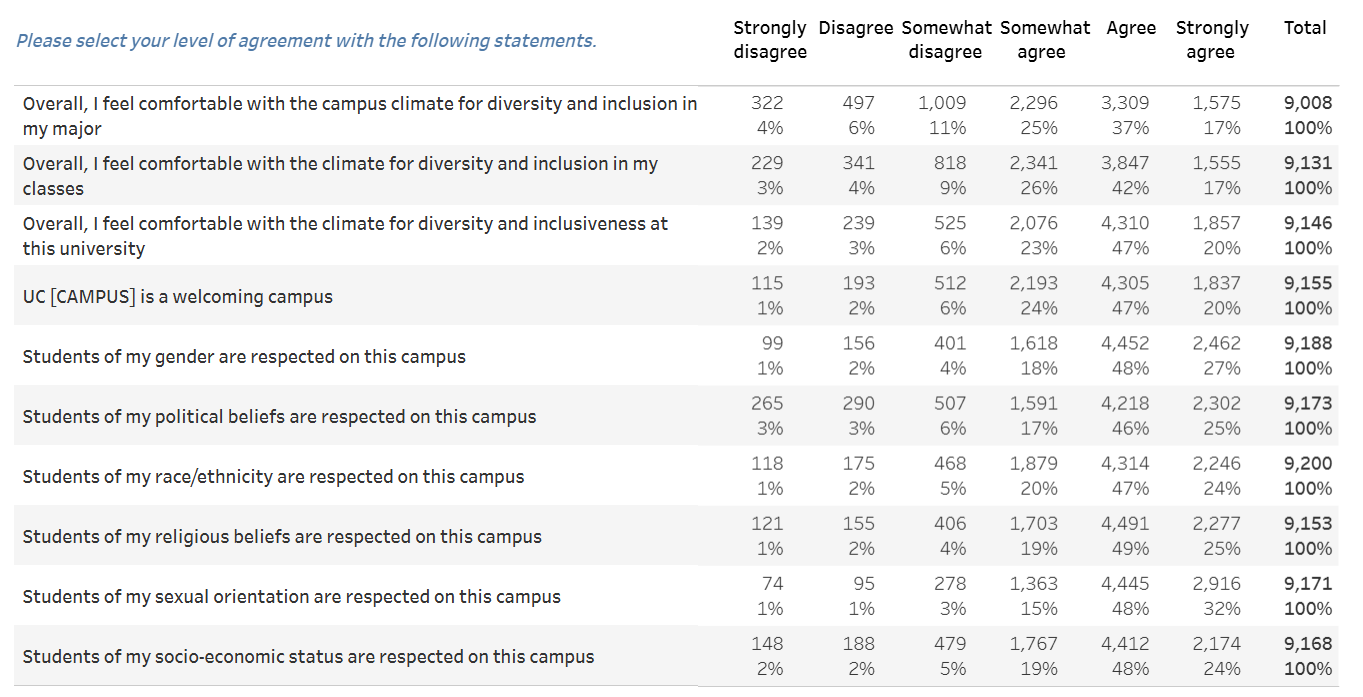 Please select your level of agreement with the following statements.
Strongly disagree Disagree Somewhat disagree Somewhat agree Agree Strongly agree Total
Overall, I feel comfortable with the campus climate for diversity and inclusion in
my major
322 497 1,009 2,296 3,309 1,575 9,008
4% 6% 11% 25% 37% 17% 100%
Overall, I feel comfortable with the climate for diversity and inclusion in my
classes
229 341 818 2,341 3,847 1,555 9,131
3% 4% 9% 26% 42% 17% 100%
Overall, I feel comfortable with the climate for diversity and inclusiveness at
this university
139 239 525 2,076 4,310 1,857 9,146
2% 3% 6% 23% 47% 20% 100%
UC [CAMPUS] is a welcoming campus
115 193 512 2,193 4,305 1,837 9,155
1% 2% 6% 24% 47% 20% 100%
Students of my gender are respected on this campus
99 156 401 1,618 4,452 2,462 9,188
1% 2% 4% 18% 48% 27% 100%
Students of my political beliefs are respected on this campus
265 290 507 1,591 4,218 2,302 9,173
3% 3% 6% 17% 46% 25% 100%
Students of my race/ethnicity are respected on this campus
118 175 468 1,879 4,314 2,246 9,200
1% 2% 5% 20% 47% 24% 100%
Students of my religious beliefs are respected on this campus
121 155 406 1,703 4,491 2,277 9,153
1% 2% 4% 19% 49% 25% 100%
Students of my sexual orientation are respected on this campus
74 95 278 1,363 4,445 2,916 9,171
1% 1% 3% 15% 48% 32% 100%
Students of my socio-economic status are respected on this campus
148 188 479 1,767 4,412 2,174 9,168
2% 2% 5% 19% 48% 24% 100%